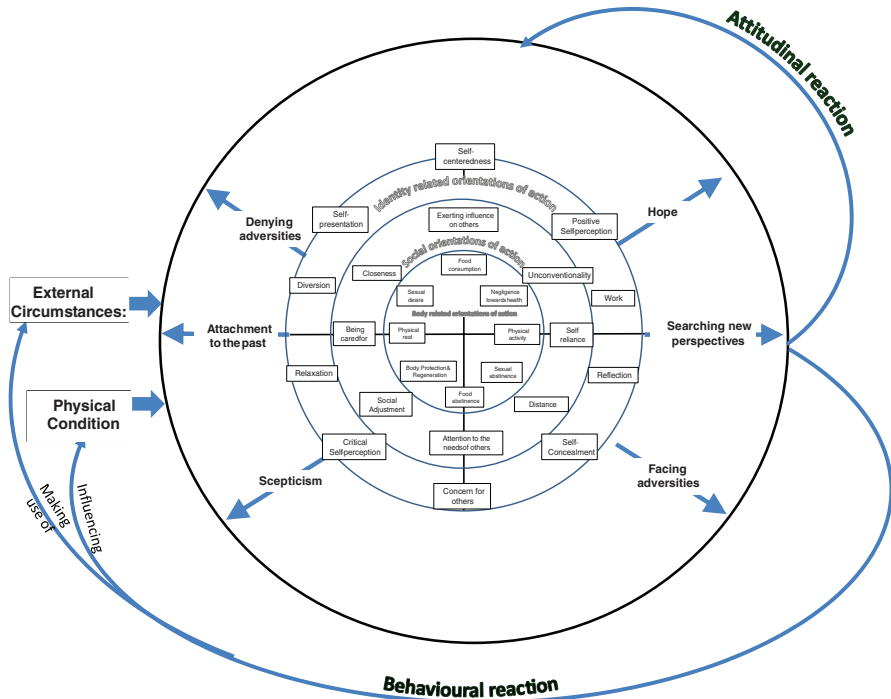 Attitudinal reaction
Self-
centeredness
Identity related orientations of action
Self-
presentation
Exerting influence
on others
Positive
Selfperception
Hope
Denying
adversities
Social orientations of action
Food
consumption
Closeness
Unconventionality
Diversion
Sexual
desire
Negligence
towards health
Work
External
Circumstances:
Body related orientations of action
Attachment
to the past
Being
caredfor
Physical
rest
Physical
activity
Self
reliance
Searching new
perspectives
Relaxation
Body Protection &
Regeneration
Sexual
abstinence
Reflection
Physical
Condition
Social
Adjustment
Food
abstinence
Distance
Critical
Selfperception
Attention to the
needsof others
Self-
Concealment
Scepticism
Facing
adversities
Concern for
others
Making
use of
Influencing
Behavioural reaction